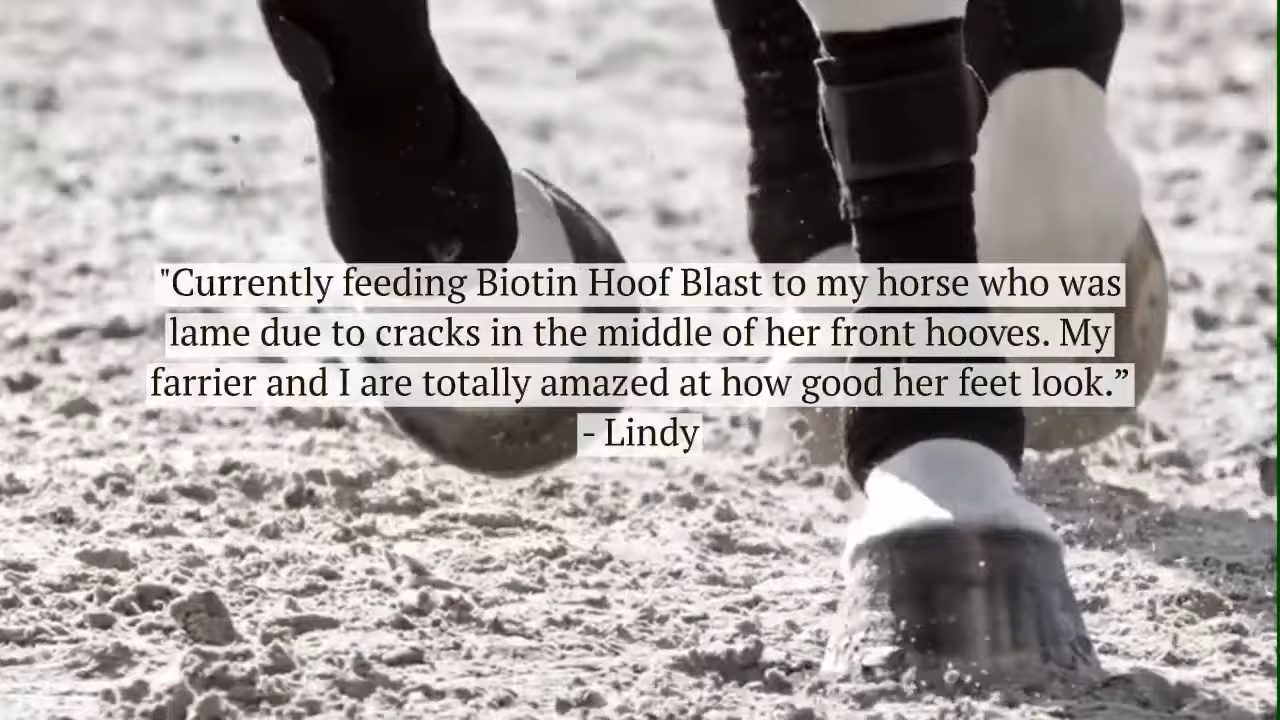 "Currently feeding Biotin Hoof Blast to my horse who was
lame due to cracks in the middle of her front hooves. My
farrier and I are totally amazed at how good her feet look.”
- Lindy